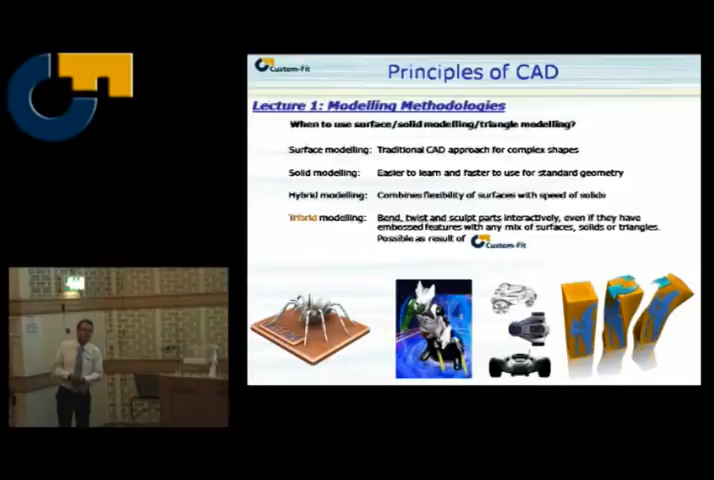 Custom-Fit
Principles of CAD
Lecture 1: Modelling Methodologies
When to use surface/solid modelling/triangle modelling?
Surface modelling: Traditional CAD approach for complex shapes
Solid modelling: Easier to learn and faster to use for standard geometry
Hybrid modelling: Combines flexibility of surfaces with speed of solids
Tribrid modelling: Bend, twist and sculpt parts interactively, even if they have
embossed features with any mix of surfaces, solids or triangles.
Possible as result of Custom-Fit